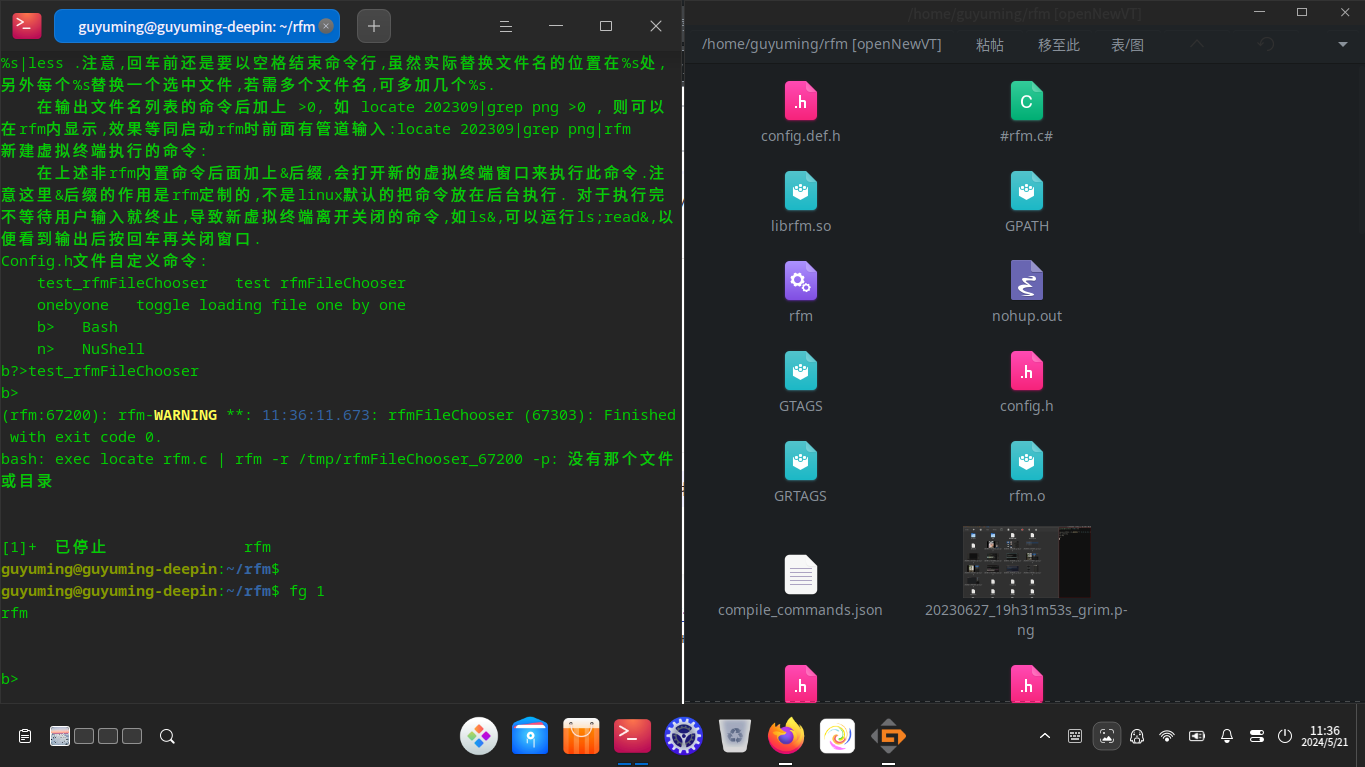 guyuming@guyuming-deepin: ~/rfm
%s|less .注意,回车前还是要以空格结束命令行,虽然实际替换文件名的位置在%s处,
另外每个%s替换一个选中文件,若需多个文件名,可多加几个%s.
在输出文件名列表的命令后加上 >0, 如 locate 202309|grep png >0 , 则可以
在rfm内显示,效果等同启动rfm时前面有管道输入:locate 202309|grep png|rfm
新建虚拟终端执行的命令:
在上述非rfm内置命令后面加上&后缀,会打开新的虚拟终端窗口来执行此命令.注
意这里&后缀的作用是rfm定制的,不是linux默认的把命令放在后台执行. 对于执行完
不等待用户输入就终止,导致新虚拟终端离开关闭的命令,如ls&,可以运行ls;read&,以
便看到输出后按回车再关闭窗口.
Config.h文件自定义命令:
test_rfmFileChooser   test rfmFileChooser
onebyone   toggle loading file one by one
b>   Bash
n>   NuShell
b?>test_rfmFileChooser
b>
(rfm:67200): rfm-WARNING **: 11:36:11.673: rfmFileChooser (67303): Finished
with exit code 0.
bash: exec locate rfm.c | rfm -r /tmp/rfmFileChooser_67200 -p: 没有那个文件
或目录
[1]+  已停止               rfm
guyuming@guyuming-deepin:~/rfm$
guyuming@guyuming-deepin:~/rfm$ fg 1
rfm
b>
/home/guyuming/rfm [openNewVT]
/home/guyuming/rfm [openNewVT] 粘帖 移至此 表/图
config.def.h
#rfm.c#
librfm.so
GPATH
rfm
nohup.out
GTAGS
config.h
GRTAGS
rfm.o
compile_commands.json
20230627_19h31m53s_grim.p-
ng
.h
C
.h
.h
.h
11:36
2024/5/21